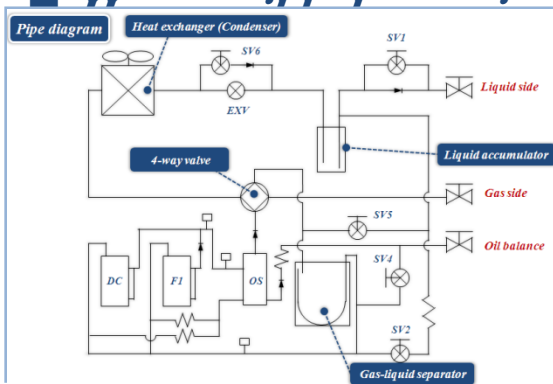 Pipe diagram
Heat exchanger (Condenser)
SV6
SV1
EXV
Liquid side
4-way valve
Liquid accumulator
Gas side
SV5
Oil balance
DC
F1
OS
SV4
SV2
Gas-liquid separator